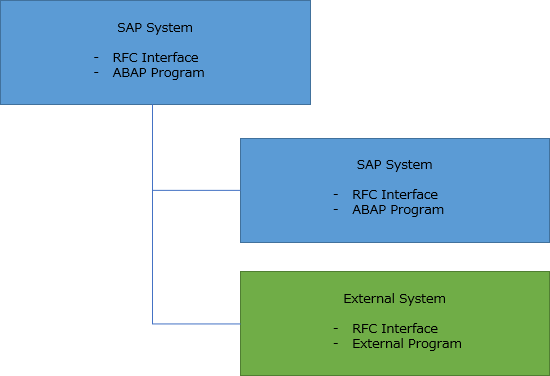 SAP System
- RFC Interface
- ABAP Program
SAP System
- RFC Interface
- ABAP Program
External System
- RFC Interface
- External Program